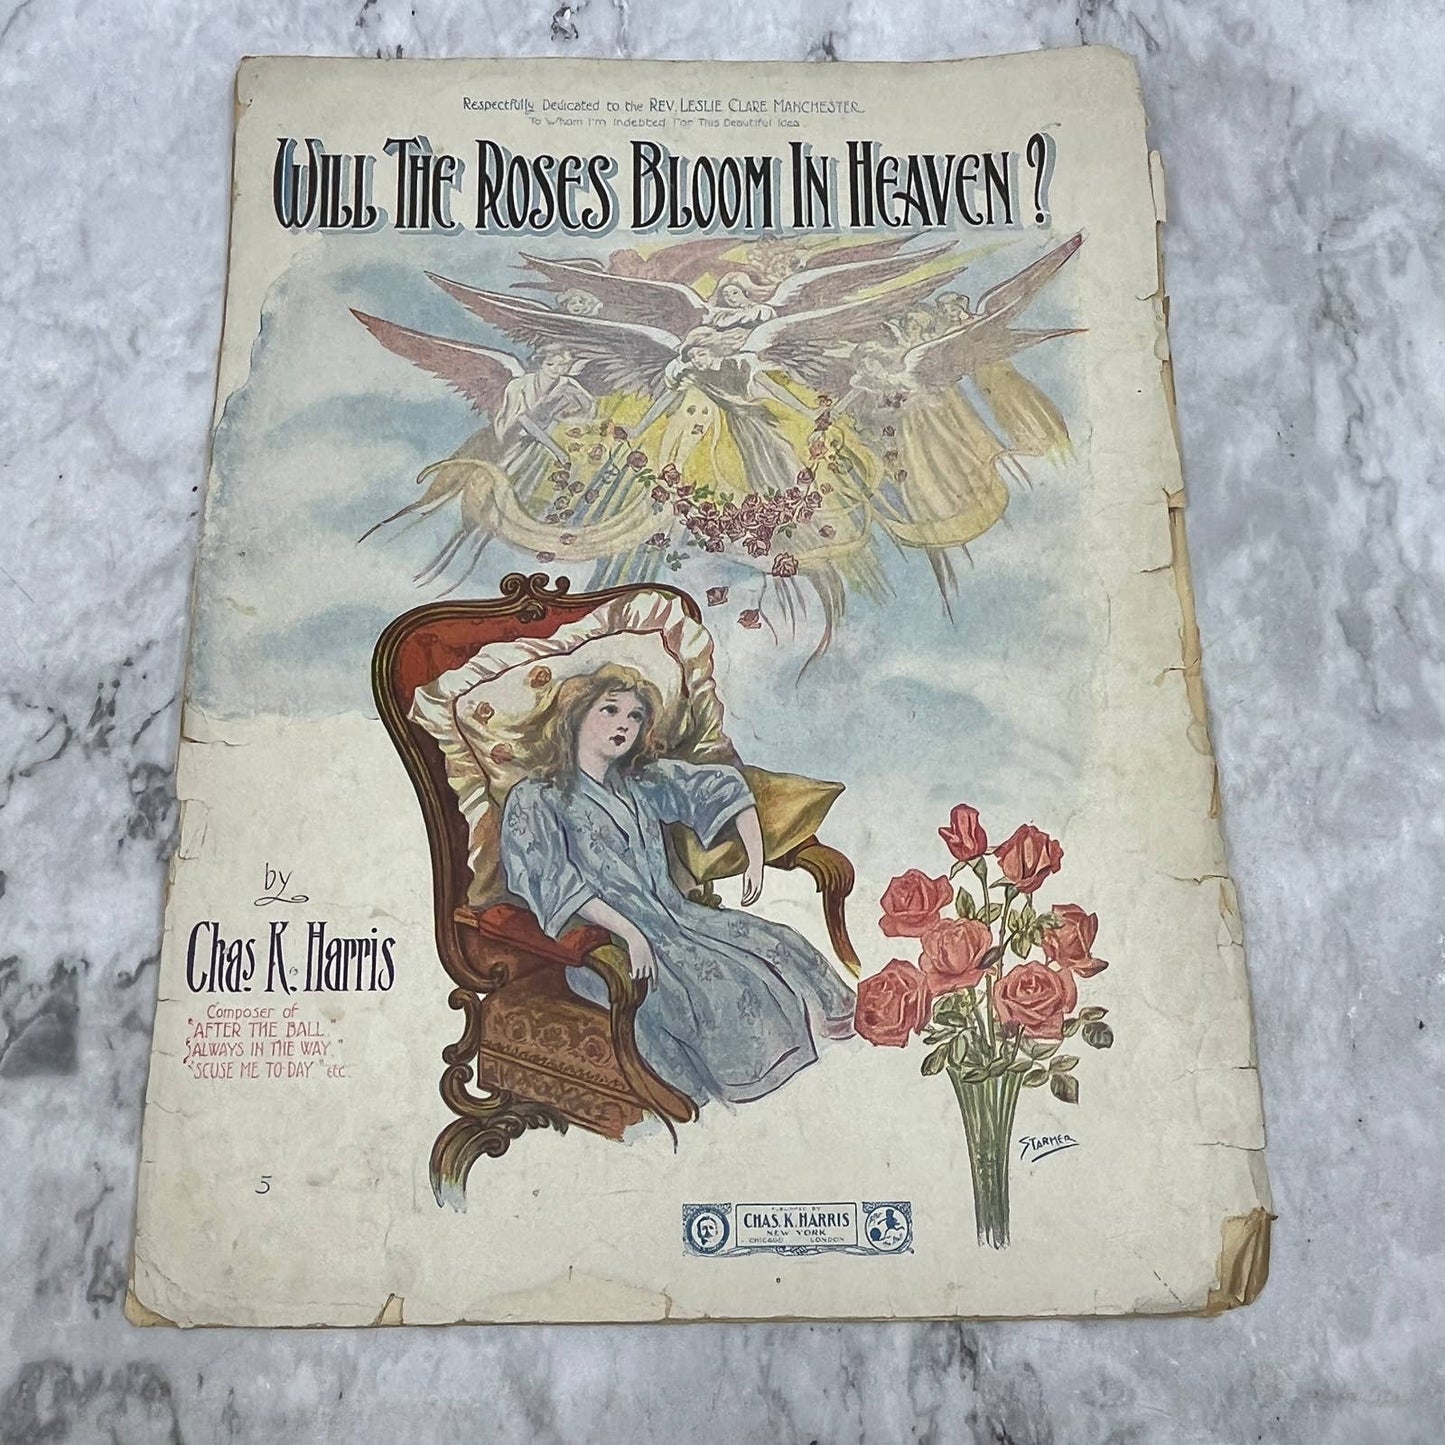 Respectfully Dedicated to the REV. LESLIE CLARE MANCHESTER
To Whom I'm Indebted For This Beautiful Idea
WILL THE ROSES BLOOM IN HEAVEN?
by
Chas. K. Harris
Composer of
"AFTER THE BALL"
"ALWAYS IN THE WAY,"
"'SCUSE ME TO-DAY" etc.
STARMER
5
PUBLISHED BY
CHAS. K. HARRIS
NEW YORK
CHICAGO LONDON